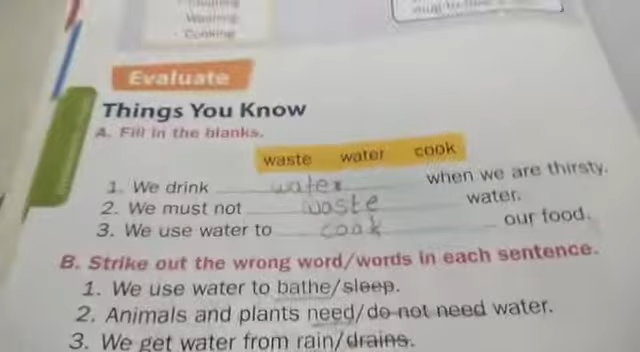 Washing
Cooking
Evaluate
Things You Know
A. Fill in the blanks.
waste water cook
1. We drink water when we are thirsty.
2. We must not waste water.
3. We use water to cook our food.
B. Strike out the wrong word/words in each sentence.
1. We use water to bathe/sleep.
2. Animals and plants need/do not need water.
3. We get water from rain/drains.